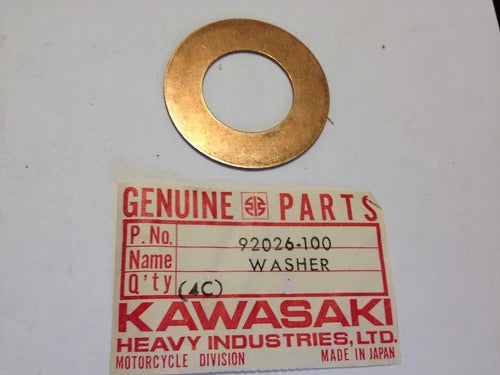 GENUINE PARTS
P.No. 92026-100
Name WASHER
Q'ty (4C)
KAWASAKI
HEAVY INDUSTRIES, LTD.
MOTORCYCLE DIVISION MADE IN JAPAN